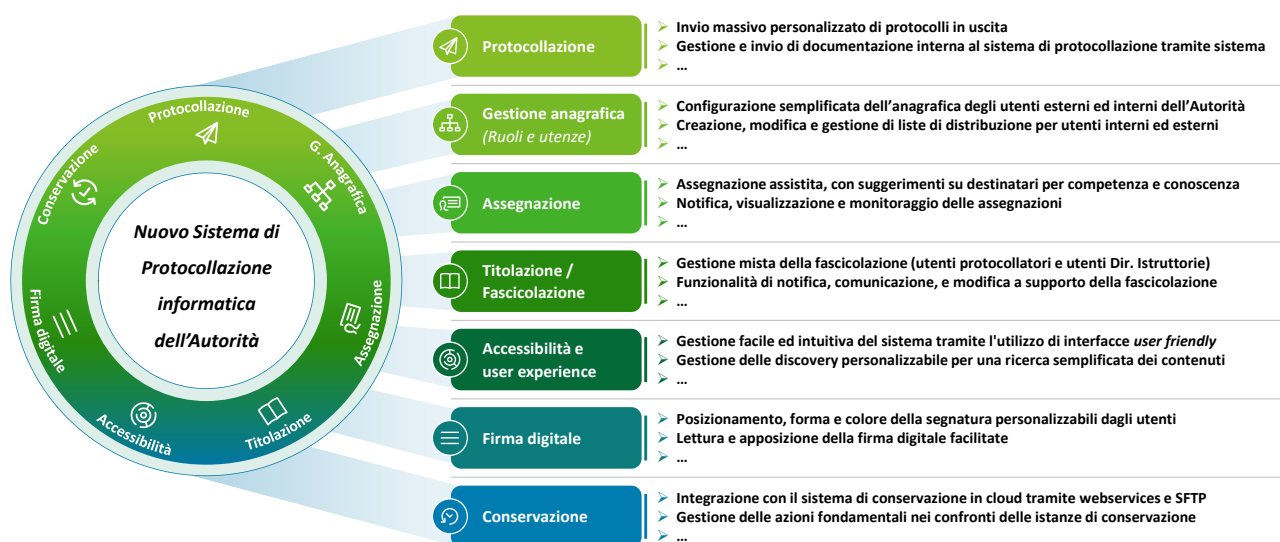 Protocollazione
G. Anagrafica
Assegnazione
Titolazione
Accessibilità
Firma digitale
Conservazione
Nuovo Sistema di
Protocollazione
informatica
dell'Autorità
Protocollazione
➢ Invio massivo personalizzato di protocolli in uscita
➢ Gestione e invio di documentazione interna al sistema di protocollazione tramite sistema
➢ …
Gestione anagrafica
(Ruoli e utenze)
➢ Configurazione semplificata dell'anagrafica degli utenti esterni ed interni dell'Autorità
➢ Creazione, modifica e gestione di liste di distribuzione per utenti interni ed esterni
➢ …
Assegnazione
➢ Assegnazione assistita, con suggerimenti su destinatari per competenza e conoscenza
➢ Notifica, visualizzazione e monitoraggio delle assegnazioni
➢ …
Titolazione /
Fascicolazione
➢ Gestione mista della fascicolazione (utenti protocollatori e utenti Dir. Istruttorie)
➢ Funzionalità di notifica, comunicazione, e modifica a supporto della fascicolazione
➢ …
Accessibilità e
user experience
➢ Gestione facile ed intuitiva del sistema tramite l'utilizzo di interfacce user friendly
➢ Gestione delle discovery personalizzabile per una ricerca semplificata dei contenuti
➢ …
Firma digitale
➢ Posizionamento, forma e colore della segnatura personalizzabili dagli utenti
➢ Lettura e apposizione della firma digitale facilitate
➢ …
Conservazione
➢ Integrazione con il sistema di conservazione in cloud tramite webservices e SFTP
➢ Gestione delle azioni fondamentali nei confronti delle istanze di conservazione
➢ …